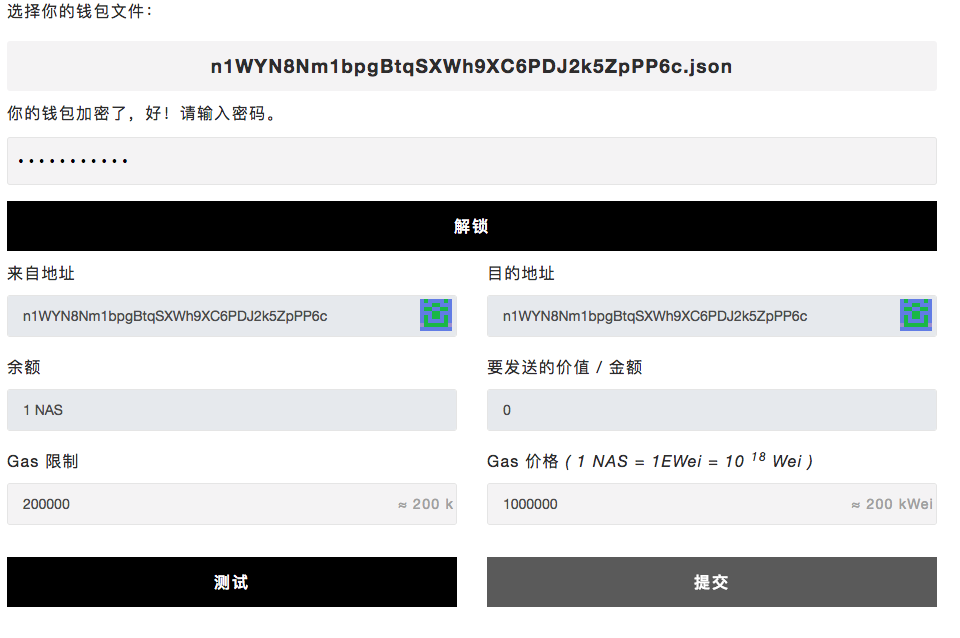 选择你的钱包文件：
n1WYN8Nm1bpgBtqSXWh9XC6PDJ2k5ZpPP6c.json
你的钱包加密了，好！请输入密码。
•••••••••••
解锁
来自地址
目的地址
n1WYN8Nm1bpgBtqSXWh9XC6PDJ2k5ZpPP6c
n1WYN8Nm1bpgBtqSXWh9XC6PDJ2k5ZpPP6c
余额
要发送的价值 / 金额
1 NAS
0
Gas 限制
Gas 价格 ( 1 NAS = 1EWei = 10 ¹⁸ Wei )
200000 ≈ 200 k
1000000 ≈ 200 kWei
测试
提交